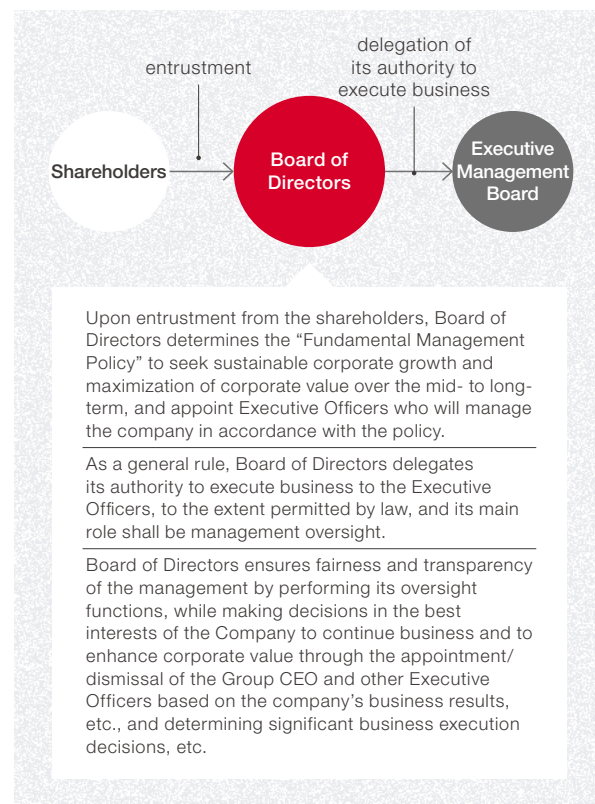 entrustment
delegation of
its authority to
execute business
Shareholders
Board of
Directors
Executive
Management
Board
Upon entrustment from the shareholders, Board of
Directors determines the “Fundamental Management
Policy” to seek sustainable corporate growth and
maximization of corporate value over the mid- to long-
term, and appoint Executive Officers who will manage
the company in accordance with the policy.
As a general rule, Board of Directors delegates
its authority to execute business to the Executive
Officers, to the extent permitted by law, and its main
role shall be management oversight.
Board of Directors ensures fairness and transparency
of the management by performing its oversight
functions, while making decisions in the best
interests of the Company to continue business and to
enhance corporate value through the appointment/
dismissal of the Group CEO and other Executive
Officers based on the company’s business results,
etc., and determining significant business execution
decisions, etc.